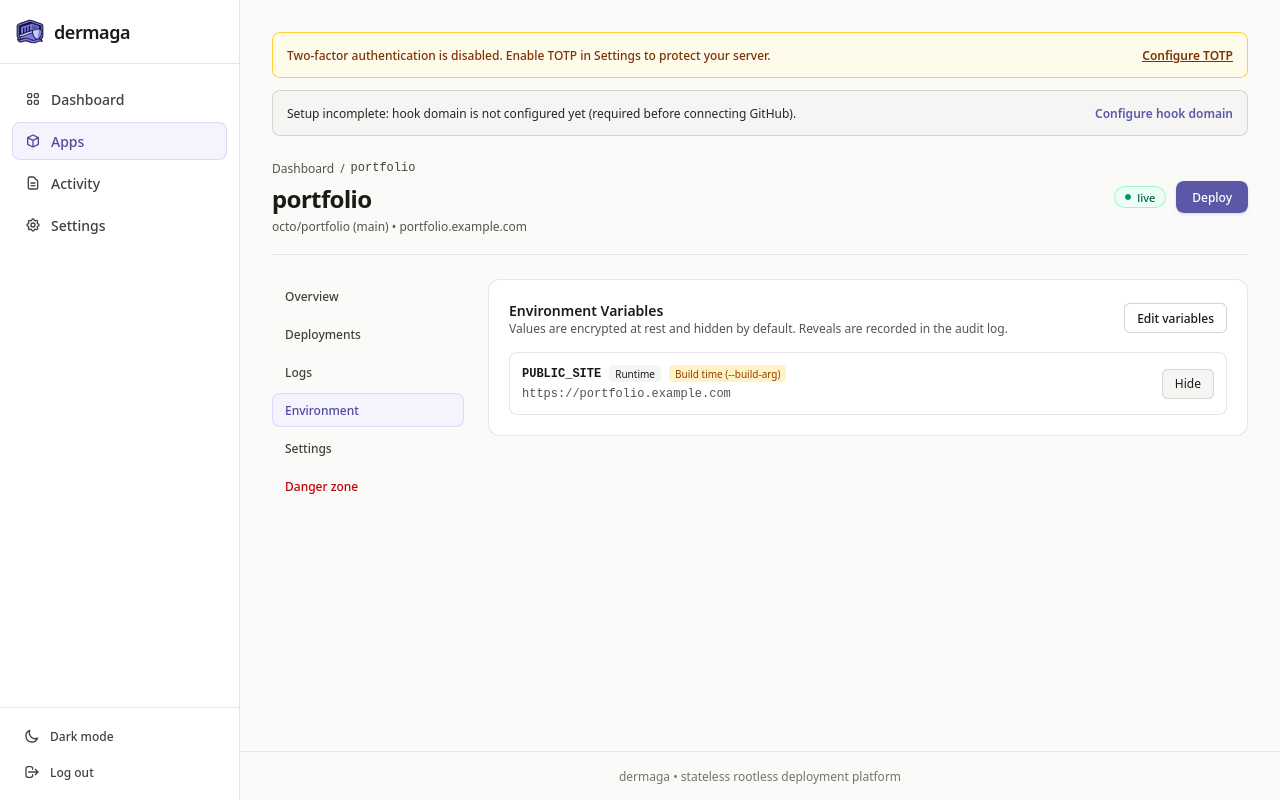 dermaga
Dashboard
Apps
Activity
Settings
Dark mode
Log out
Two-factor authentication is disabled. Enable TOTP in Settings to protect your server.
Configure TOTP
Setup incomplete: hook domain is not configured yet (required before connecting GitHub).
Configure hook domain
Dashboard / portfolio
portfolio
live
Deploy
octo/portfolio (main) • portfolio.example.com
Overview
Deployments
Logs
Environment
Settings
Danger zone
Environment Variables
Values are encrypted at rest and hidden by default. Reveals are recorded in the audit log.
Edit variables
PUBLIC_SITE Runtime Build time (--build-arg)
https://portfolio.example.com
Hide
dermaga • stateless rootless deployment platform